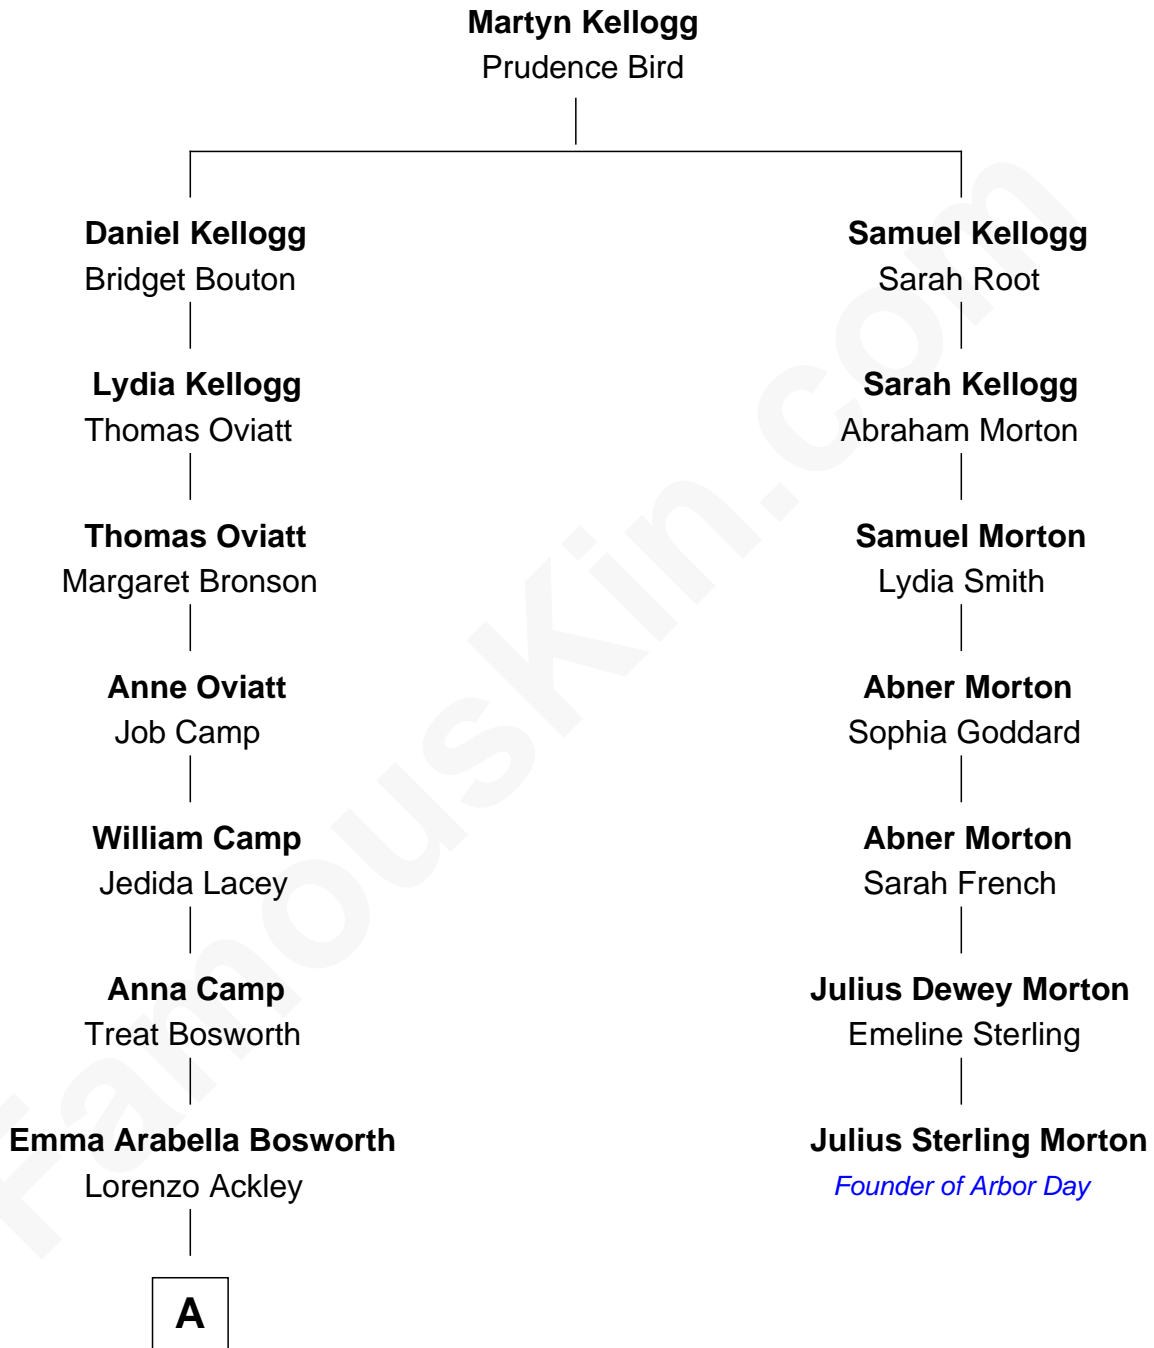 Martyn Kellogg
Prudence Bird
Daniel Kellogg
Bridget Bouton
Samuel Kellogg
Sarah Root
Lydia Kellogg
Thomas Oviatt
Sarah Kellogg
Abraham Morton
Thomas Oviatt
Margaret Bronson
Samuel Morton
Lydia Smith
Anne Oviatt
Job Camp
Abner Morton
Sophia Goddard
William Camp
Jedida Lacey
Abner Morton
Sarah French
Anna Camp
Treat Bosworth
Julius Dewey Morton
Emeline Sterling
Emma Arabella Bosworth
Lorenzo Ackley
Julius Sterling Morton
Founder of Arbor Day
A
FamousKin.com